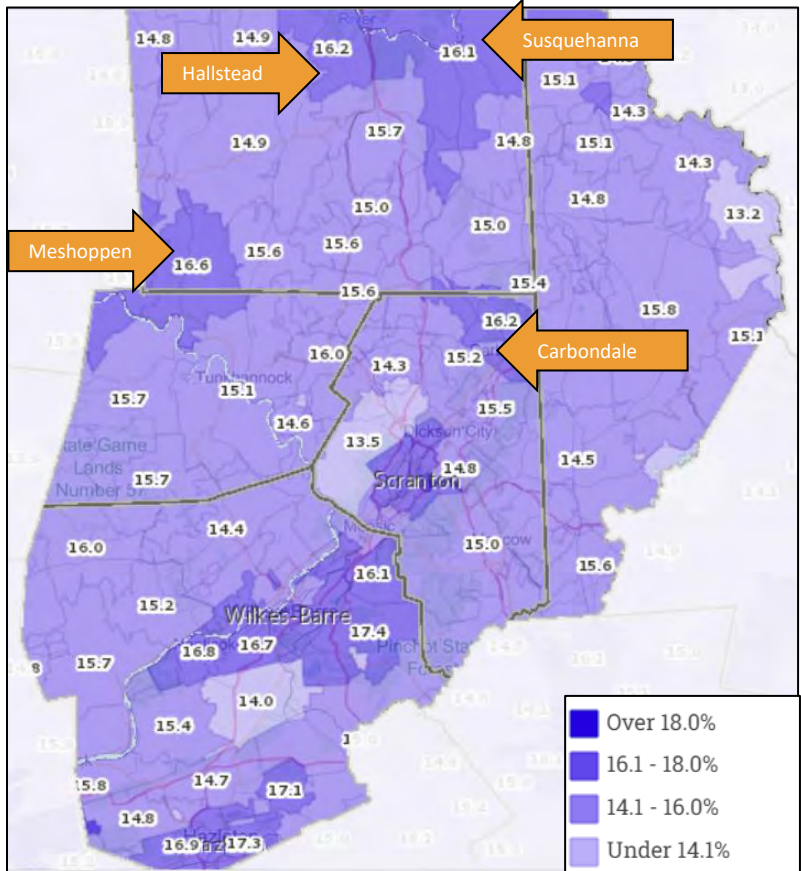 River
14.8
14.9
16.2
16.1
Susquehanna
Hallstead
15.1
14.3
15.7
14.9
14.8
15.1
14.3
14.8
13.2
15.0
15.0
15.6
15.6
Meshoppen
16.6
15.4
15.6
15.8
16.2
15.1
16.0
15.2
Carbondale
14.3
Tunkhannock
15.1
15.7
15.5
14.6
Dickson City
13.5
State Game
Lands
Number 57
14.8
14.5
Scranton
15.7
14.4
16.0
15.0
15.6
16.1
15.2
Wilkes-Barre
17.4
16.7
16.8
Pinchot State
Forest
15.7
14.0
15.4
Over 18.0%
14.7
15.8
17.1
16.1 - 18.0%
14.8
14.1 - 16.0%
Hazleton
16.9
17.3
Under 14.1%